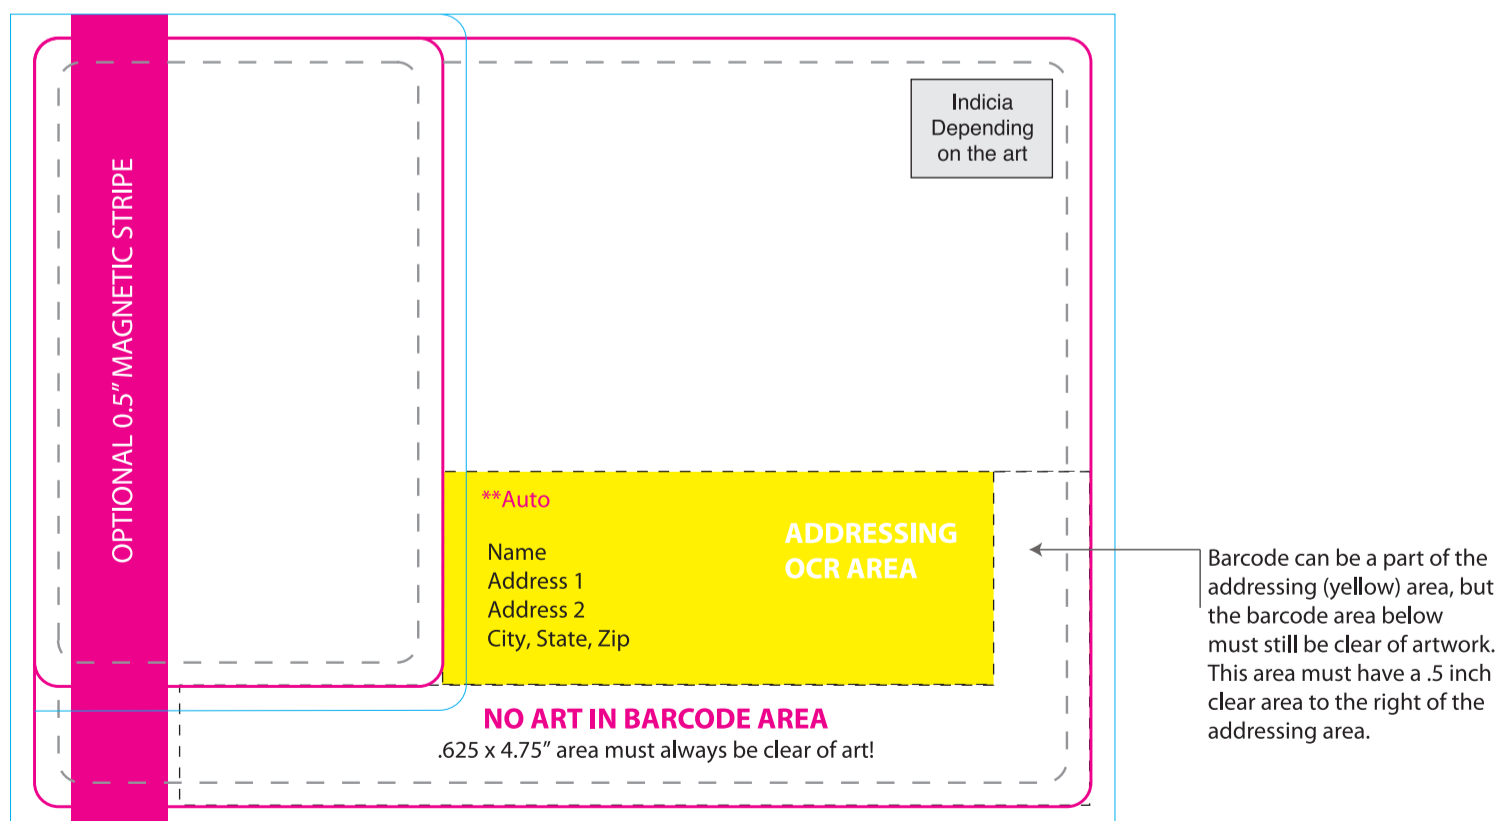 OPTIONAL 0.5" MAGNETIC STRIPE
Indicia
Depending
on the art
**Auto
Name
Address 1
Address 2
City, State, Zip
ADDRESSING
OCR AREA
Barcode can be a part of the
addressing (yellow) area, but
the barcode area below
must still be clear of artwork.
This area must have a .5 inch
clear area to the right of the
addressing area.
NO ART IN BARCODE AREA
.625 x 4.75” area must always be clear of art!